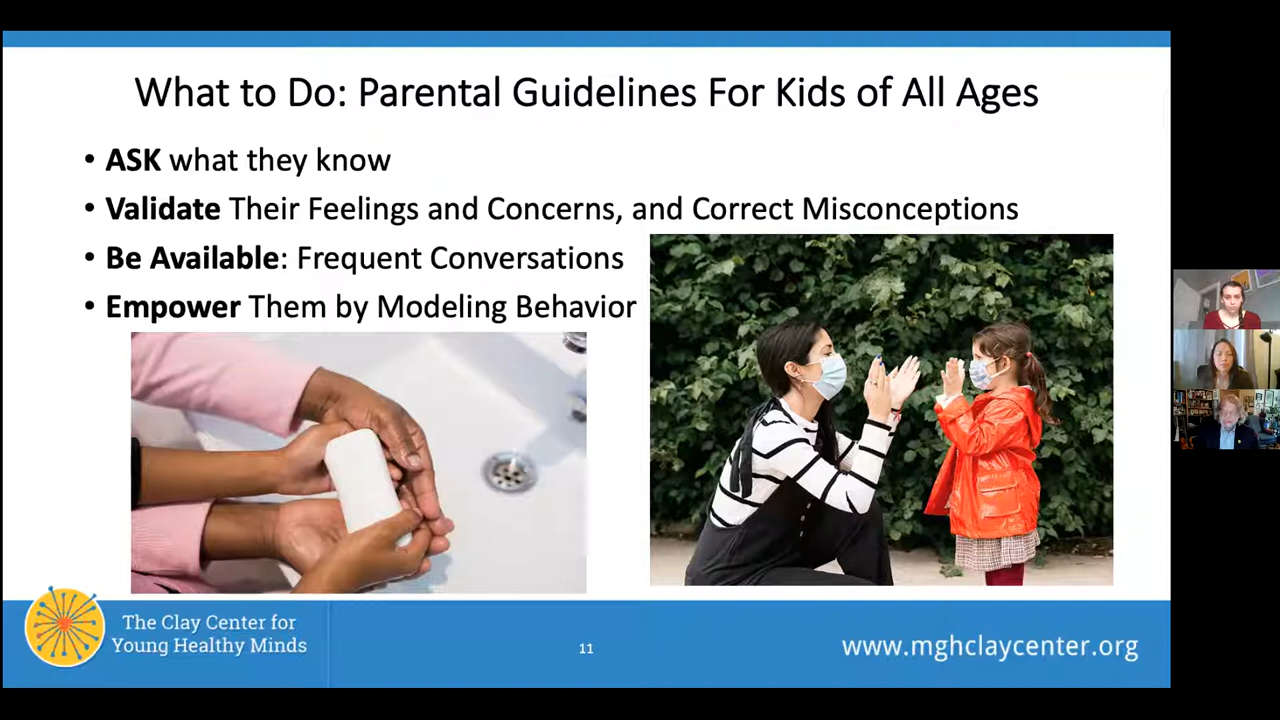 What to Do: Parental Guidelines For Kids of All Ages
• ASK what they know
• Validate Their Feelings and Concerns, and Correct Misconceptions
• Be Available: Frequent Conversations
• Empower Them by Modeling Behavior
The Clay Center for
Young Healthy Minds
11
www.mghclaycenter.org